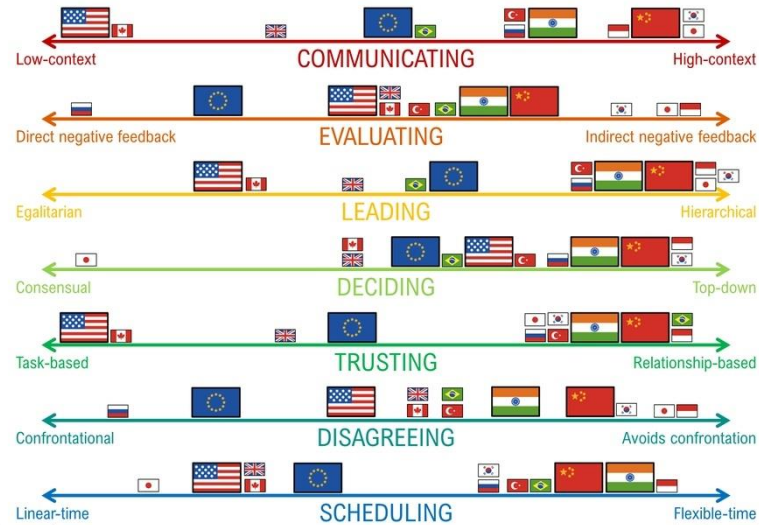 Low-context COMMUNICATING High-context
Direct negative feedback EVALUATING Indirect negative feedback
Egalitarian LEADING Hierarchical
Consensual DECIDING Top-down
Task-based TRUSTING Relationship-based
Confrontational DISAGREEING Avoids confrontation
Linear-time SCHEDULING Flexible-time